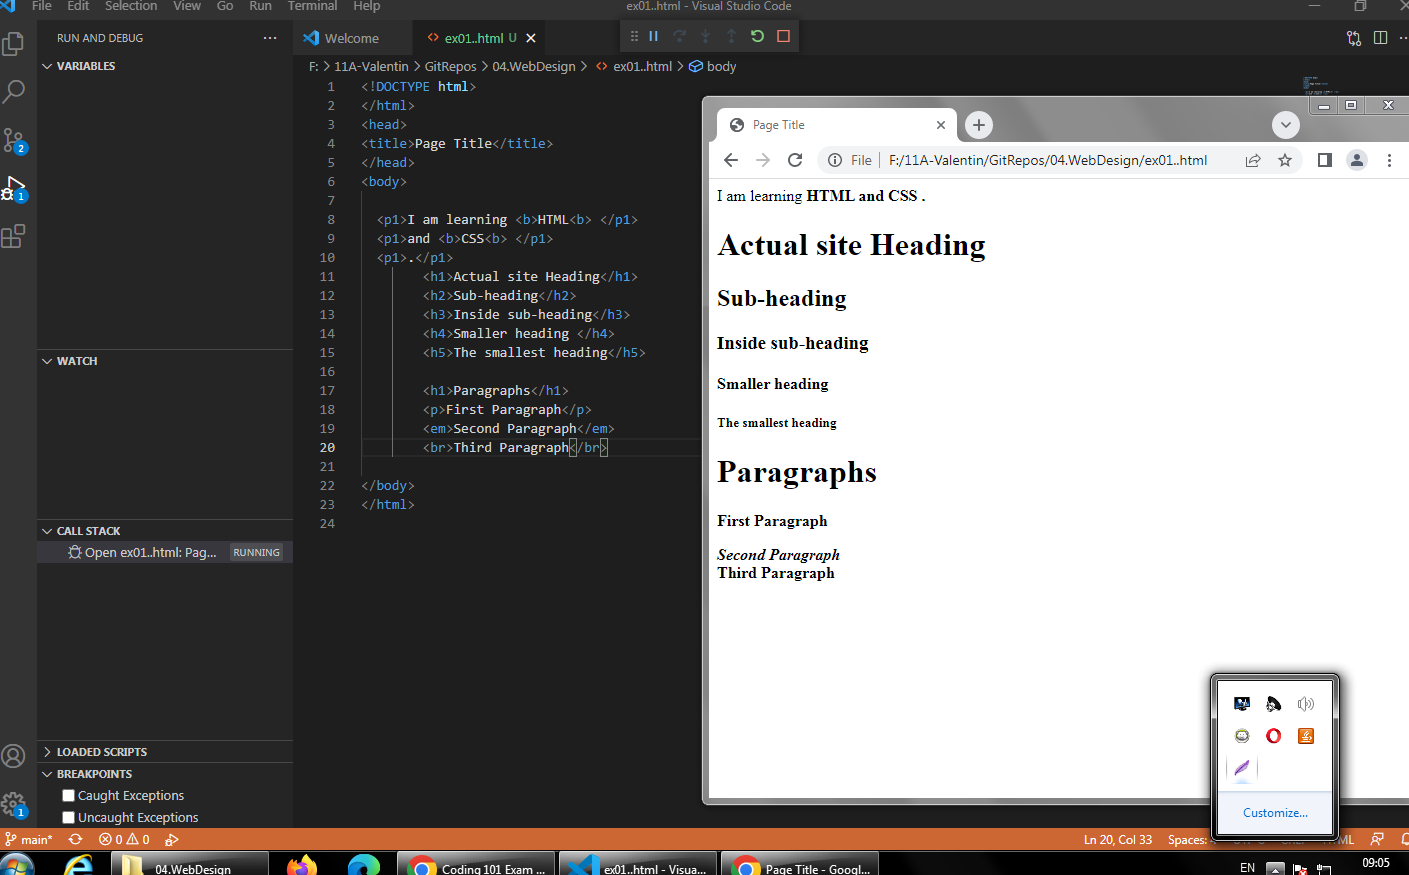 File Edit Selection View Go Run Terminal Help ex01..html - Visual Studio Code
RUN AND DEBUG
Welcome
ex01..html U
F: > 11A-Valentin > GitRepos > 04.WebDesign > ex01..html > body
VARIABLES
WATCH
CALL STACK
Open ex01..html: Pag... RUNNING
LOADED SCRIPTS
BREAKPOINTS
Caught Exceptions
Uncaught Exceptions
2
1
1
1 <!DOCTYPE html>
2 </html>
3 <head>
4 <title>Page Title</title>
5 </head>
6 <body>
7
8 <p1>I am learning <b>HTML<b> </p1>
9 <p1>and <b>CSS<b> </p1>
10 <p1>.</p1>
11 <h1>Actual site Heading</h1>
12 <h2>Sub-heading</h2>
13 <h3>Inside sub-heading</h3>
14 <h4>Smaller heading </h4>
15 <h5>The smallest heading</h5>
16
17 <h1>Paragraphs</h1>
18 <p>First Paragraph</p>
19 <em>Second Paragraph</em>
20 <br>Third Paragraph</br>
21
22 </body>
23 </html>
24
Page Title
File F:/11A-Valentin/GitRepos/04.WebDesign/ex01..html
I am learning HTML and CSS .
Actual site Heading
Sub-heading
Inside sub-heading
Smaller heading
The smallest heading
Paragraphs
First Paragraph
Second Paragraph
Third Paragraph
Customize...
main* 0 0 Ln 20, Col 33 Spaces:
04.WebDesign Coding 101 Exam ... ex01..html - Visua... Page Title - Googl... EN 09:05